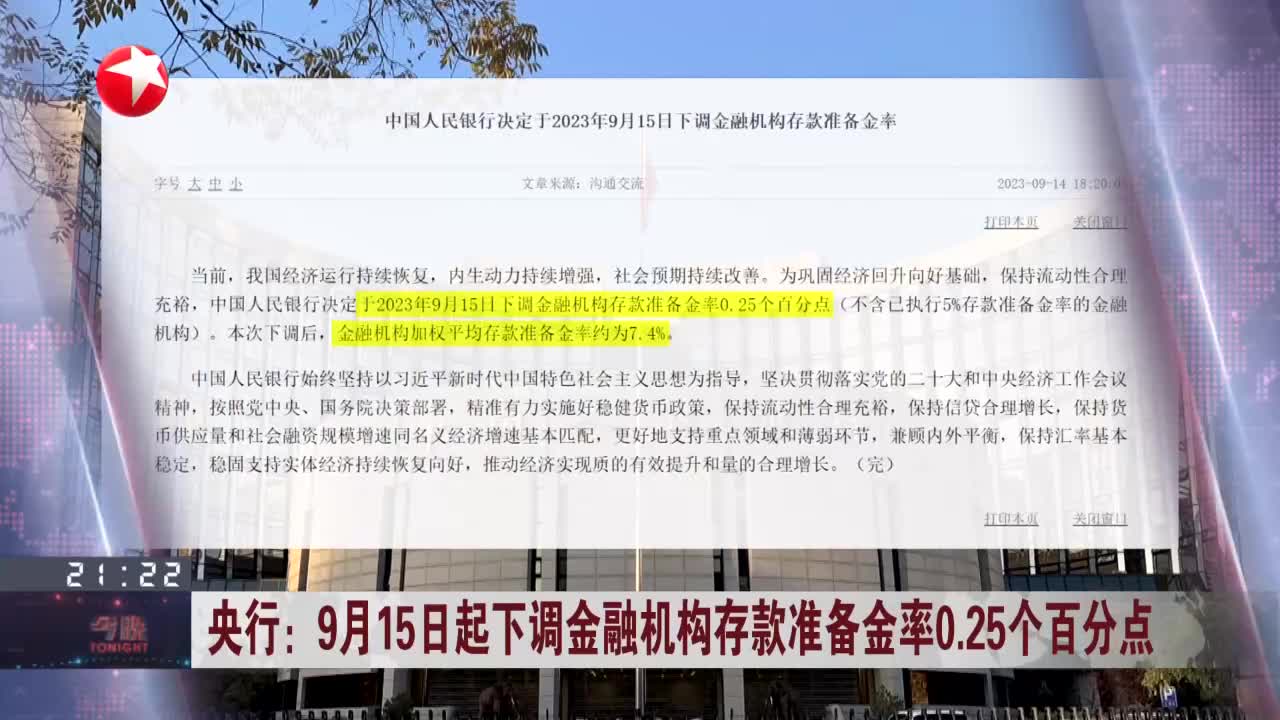 中国人民银行决定于2023年9月15日下调金融机构存款准备金率
字号 大 中 小
文章来源：沟通交流
2023-09-14 18:20:0
打印本页 关闭窗口
当前，我国经济运行持续恢复，内生动力持续增强，社会预期持续改善。为巩固经济回升向好基础，保持流动性合理
充裕，中国人民银行决定于2023年9月15日下调金融机构存款准备金率0.25个百分点（不含已执行5%存款准备金率的金融
机构）。本次下调后，金融机构加权平均存款准备金率约为7.4%。
中国人民银行始终坚持以习近平新时代中国特色社会主义思想为指导，坚决贯彻落实党的二十大和中央经济工作会议
精神，按照党中央、国务院决策部署，精准有力实施好稳健货币政策，保持流动性合理充裕，保持信贷合理增长，保持货
币供应量和社会融资规模增速同名义经济增速基本匹配，更好地支持重点领域和薄弱环节，兼顾内外平衡，保持汇率基本
稳定，稳固支持实体经济持续恢复向好，推动经济实现质的有效提升和量的合理增长。（完）
打印本页 关闭窗口
21:22
今晚
TONIGHT
央行：9月15日起下调金融机构存款准备金率0.25个百分点